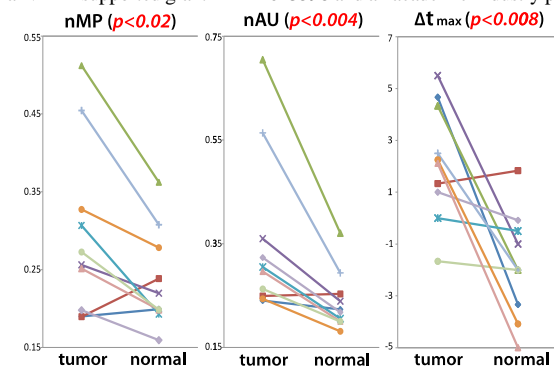 nMP (p<0.02)
nAU (p<0.004)
Δt max (p<0.008)
0.55
0.45
0.35
0.25
0.15
0.75
0.55
0.35
0.15
7
5
3
1
-1
-3
-5
tumor normal
tumor normal
tumor normal